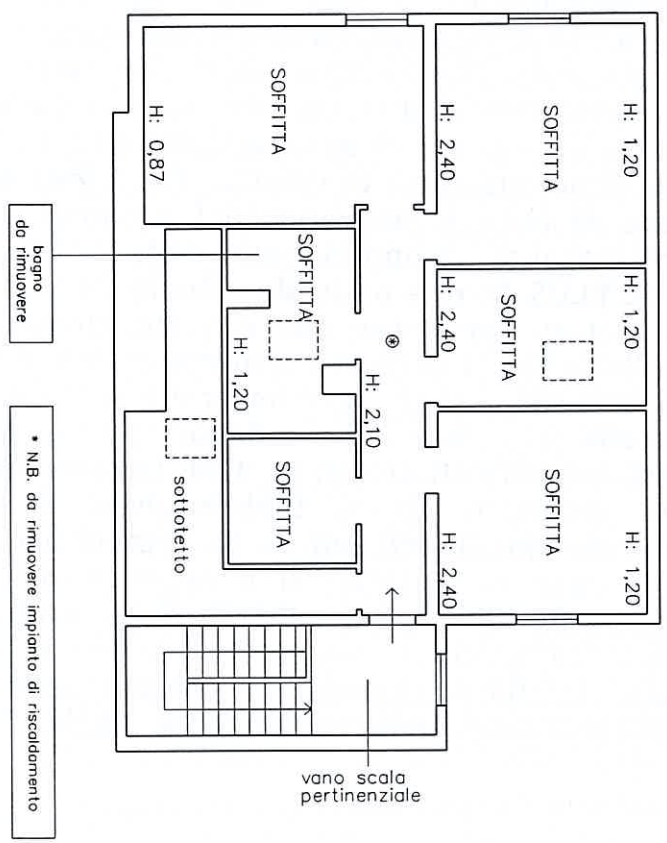 SOFFITTA
H: 0,87
SOFFITTA
H: 1,20
H: 2,40
SOFFITTA
H: 1,20
H: 2,40
SOFFITTA
H: 1,20
H: 2,40
SOFFITTA
H: 1,20
H: 2,10
*
SOFFITTA
sottotetto
bagno
da rimuovere
* N.B. da rimuovere impianto di riscaldamento
vano scala
pertinenziale